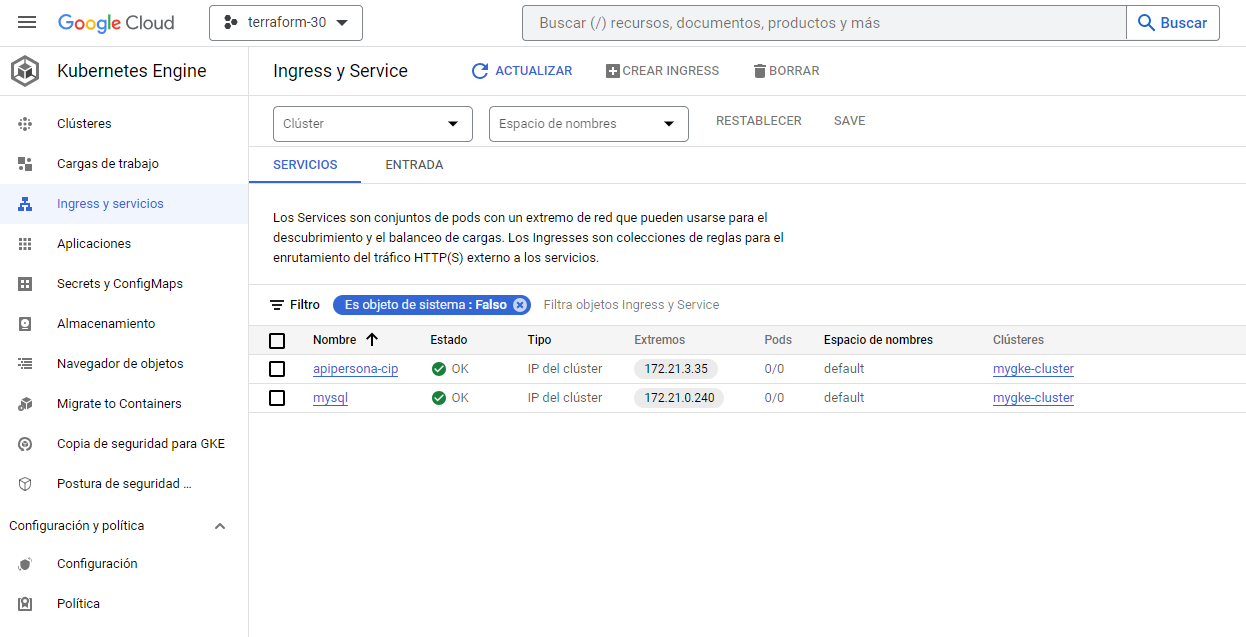 Google Cloud
terraform-30
Buscar (/) recursos, documentos, productos y más
Buscar
Kubernetes Engine
Ingress y Service
ACTUALIZAR
CREAR INGRESS
BORRAR
Clústeres
Cargas de trabajo
Ingress y servicios
Aplicaciones
Secrets y ConfigMaps
Almacenamiento
Navegador de objetos
Migrate to Containers
Copia de seguridad para GKE
Postura de seguridad ...
Configuración y política
Configuración
Política
Clúster
Espacio de nombres
RESTABLECER
SAVE
SERVICIOS
ENTRADA
Los Services son conjuntos de pods con un extremo de red que pueden usarse para el
descubrimiento y el balanceo de cargas. Los Ingresses son colecciones de reglas para el
enrutamiento del tráfico HTTP(S) externo a los servicios.
Filtro
Es objeto de sistema : Falso
Filtra objetos Ingress y Service
Nombre Estado Tipo Extremos Pods Espacio de nombres Clústeres
apipersona-cip OK IP del clúster 172.21.3.35 0/0 default mygke-cluster
mysql OK IP del clúster 172.21.0.240 0/0 default mygke-cluster